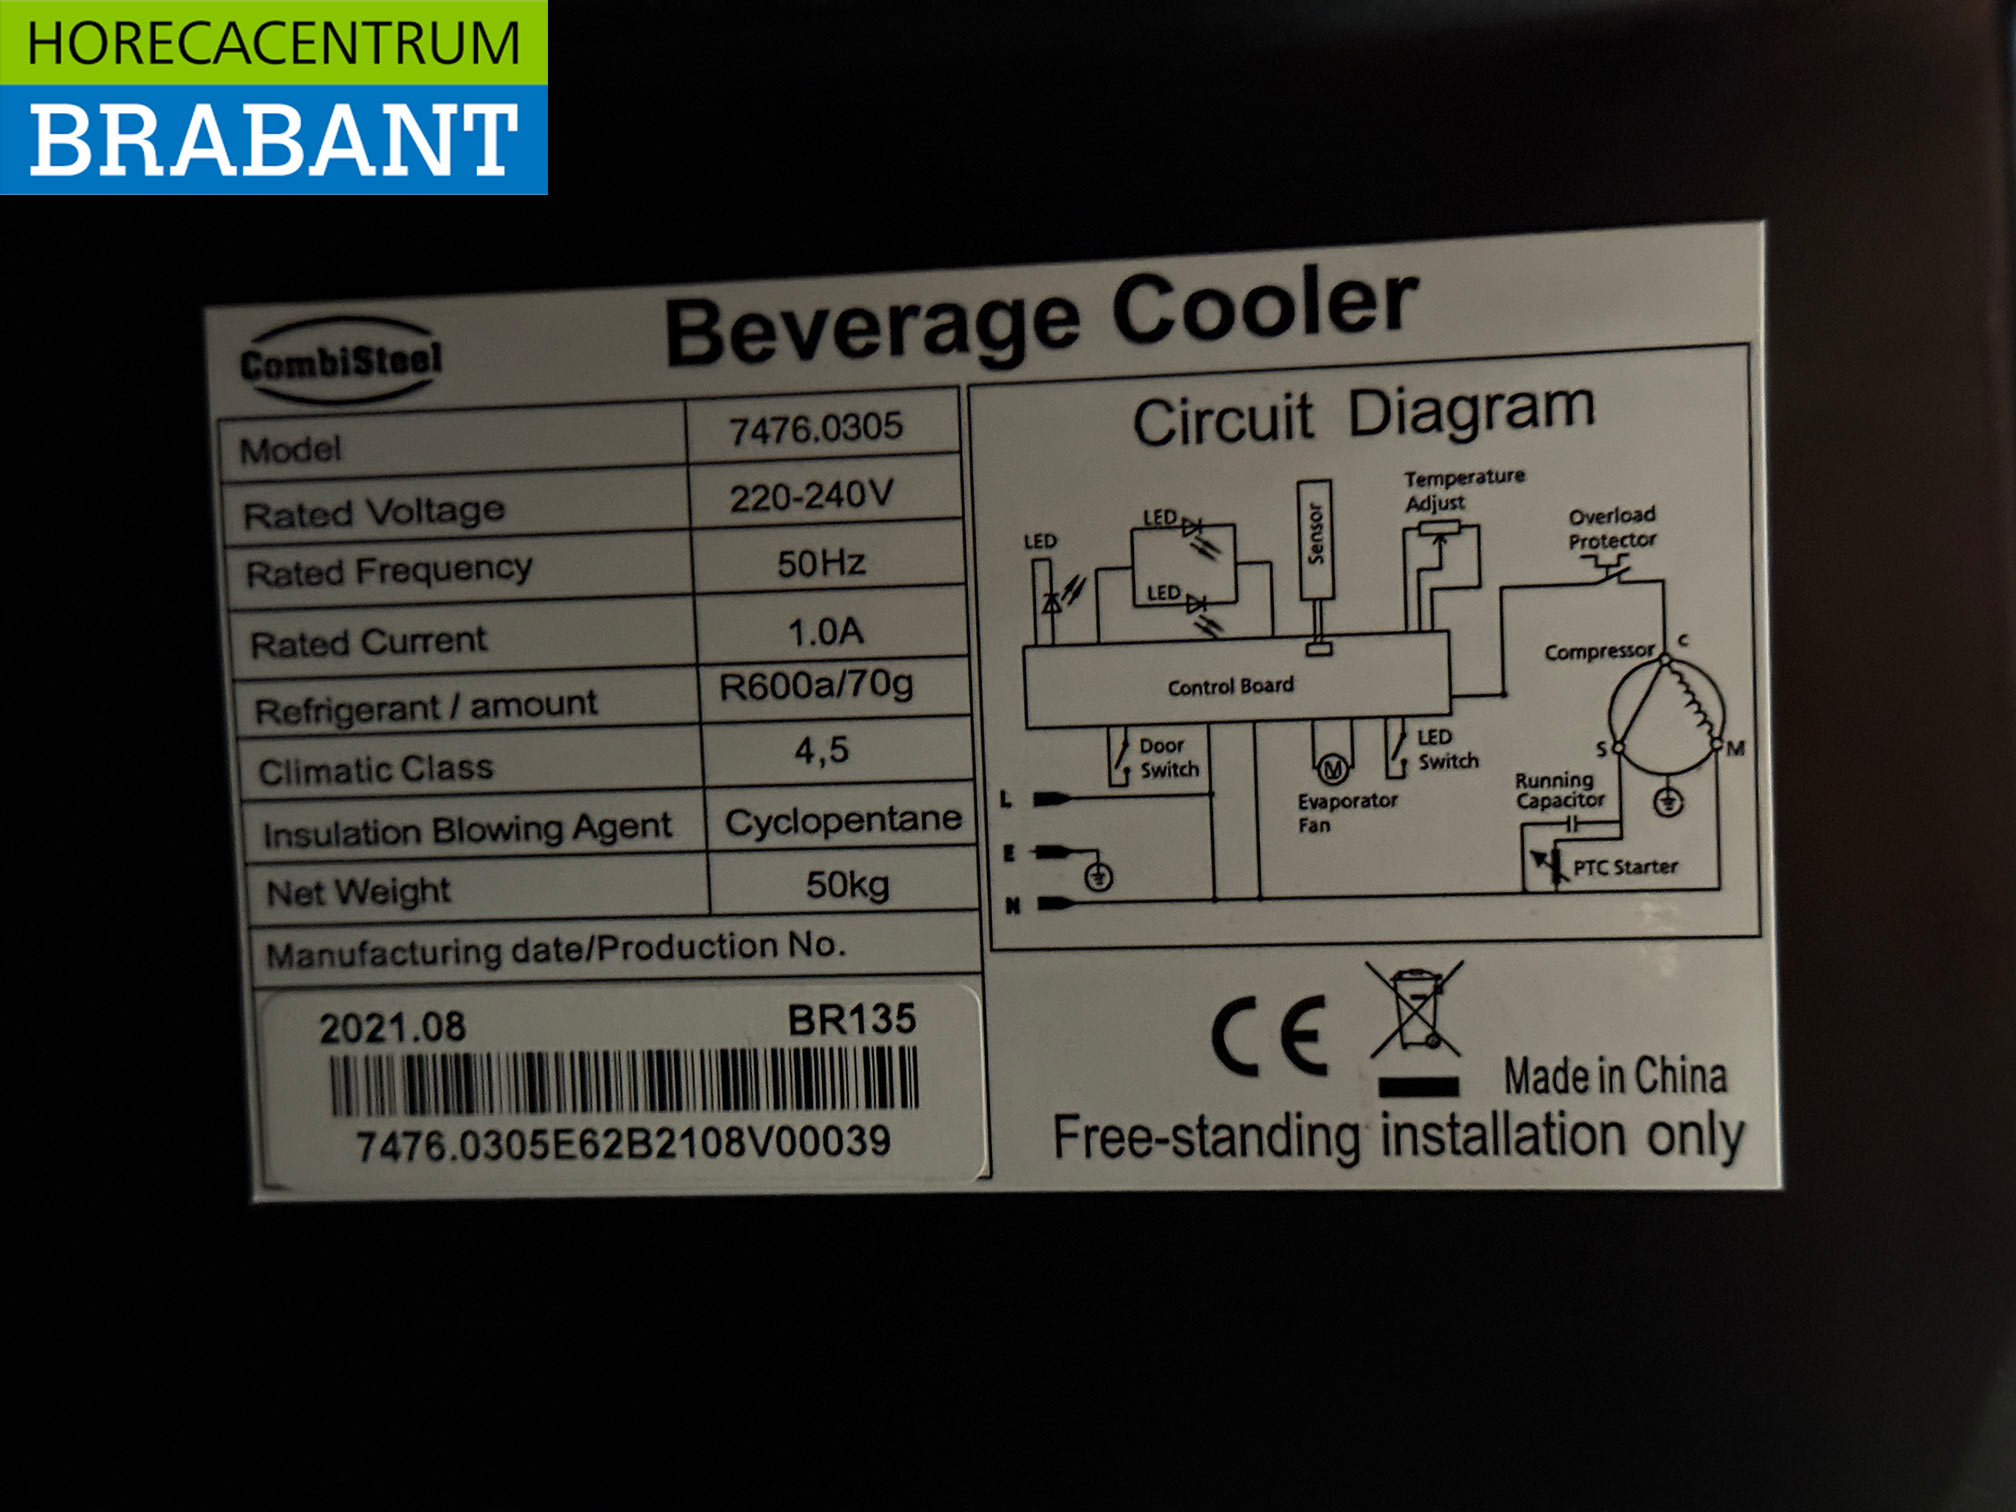 HORECACENTRUM
BRABANT
CombiSteel
Beverage Cooler
Model 7476.0305
Rated Voltage 220-240V
Rated Frequency 50Hz
Rated Current 1.0A
Refrigerant / amount R600a/70g
Climatic Class 4,5
Insulation Blowing Agent Cyclopentane
Net Weight 50kg
Manufacturing date/Production No.
2021.08 BR135
7476.0305E62B2108V00039
Circuit Diagram
LED
LED
LED
Sensor
Temperature
Adjust
Overload
Protector
Compressor
C
S
M
Control Board
Door
Switch
M
Evaporator
Fan
LED
Switch
Running
Capacitor
PTC Starter
L
E
N
CE
Made in China
Free-standing installation only